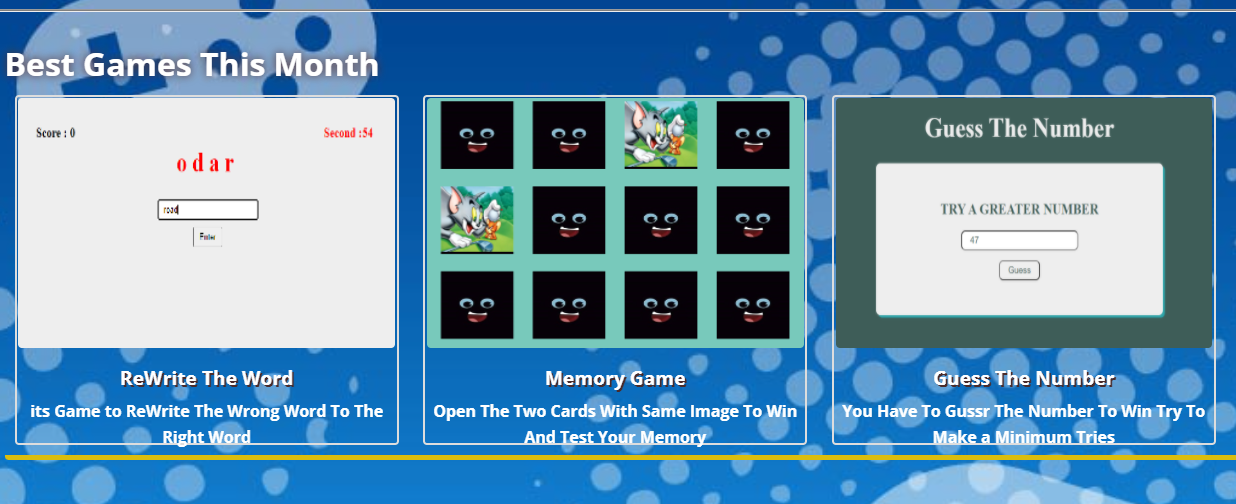 Best Games This Month
Score : 0
Second :54
o d a r
road
Enter
ReWrite The Word
its Game to ReWrite The Wrong Word To The
Right Word
Memory Game
Open The Two Cards With Same Image To Win
And Test Your Memory
Guess The Number
TRY A GREATER NUMBER
47
Guess
Guess The Number
You Have To Gussr The Number To Win Try To
Make a Minimum Tries